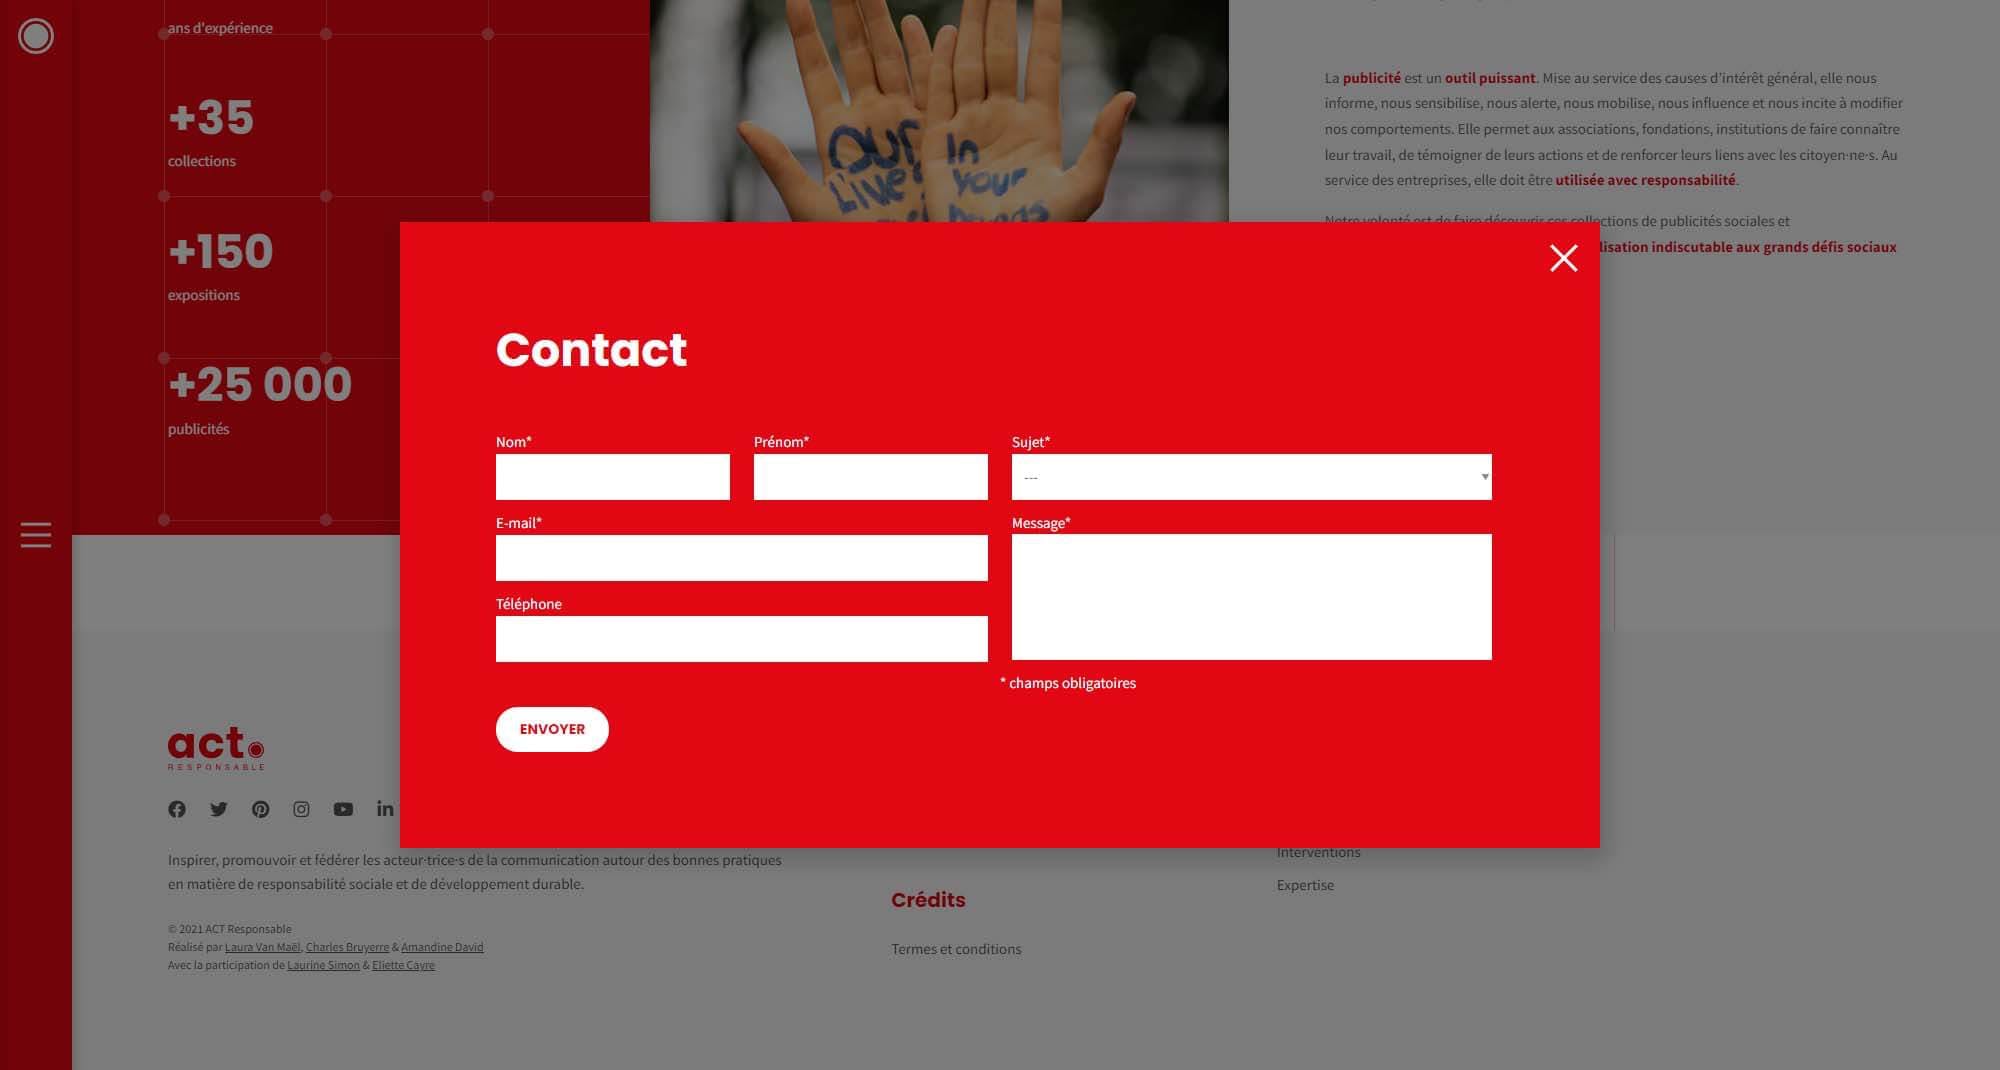 ans d'expérience
+35
collections
+150
expositions
+25 000
publicités
OUR In
Live your
La publicité est un outil puissant. Mise au service des causes d'intérêt général, elle nous
informe, nous sensibilise, nous alerte, nous mobilise, nous influence et nous incite à modifier
nos comportements. Elle permet aux associations, fondations, institutions de faire connaître
leur travail, de témoigner de leurs actions et de renforcer leurs liens avec les citoyen·ne·s. Au
service des entreprises, elle doit être utilisée avec responsabilité.
Notre volonté est de faire découvrir ces collections de publicités sociales et
lisation indiscutable aux grands défis sociaux
Contact
Nom*
Prénom*
Sujet*
---
E-mail*
Message*
Téléphone
* champs obligatoires
ENVOYER
act
RESPONSABLE
Inspirer, promouvoir et fédérer les acteur·trice·s de la communication autour des bonnes pratiques
en matière de responsabilité sociale et de développement durable.
© 2021 ACT Responsable
Réalisé par Laura Van Maël, Charles Bruyerre & Amandine David
Avec la participation de Laurine Simon & Eliette Cayre
Crédits
Termes et conditions
Interventions
Expertise